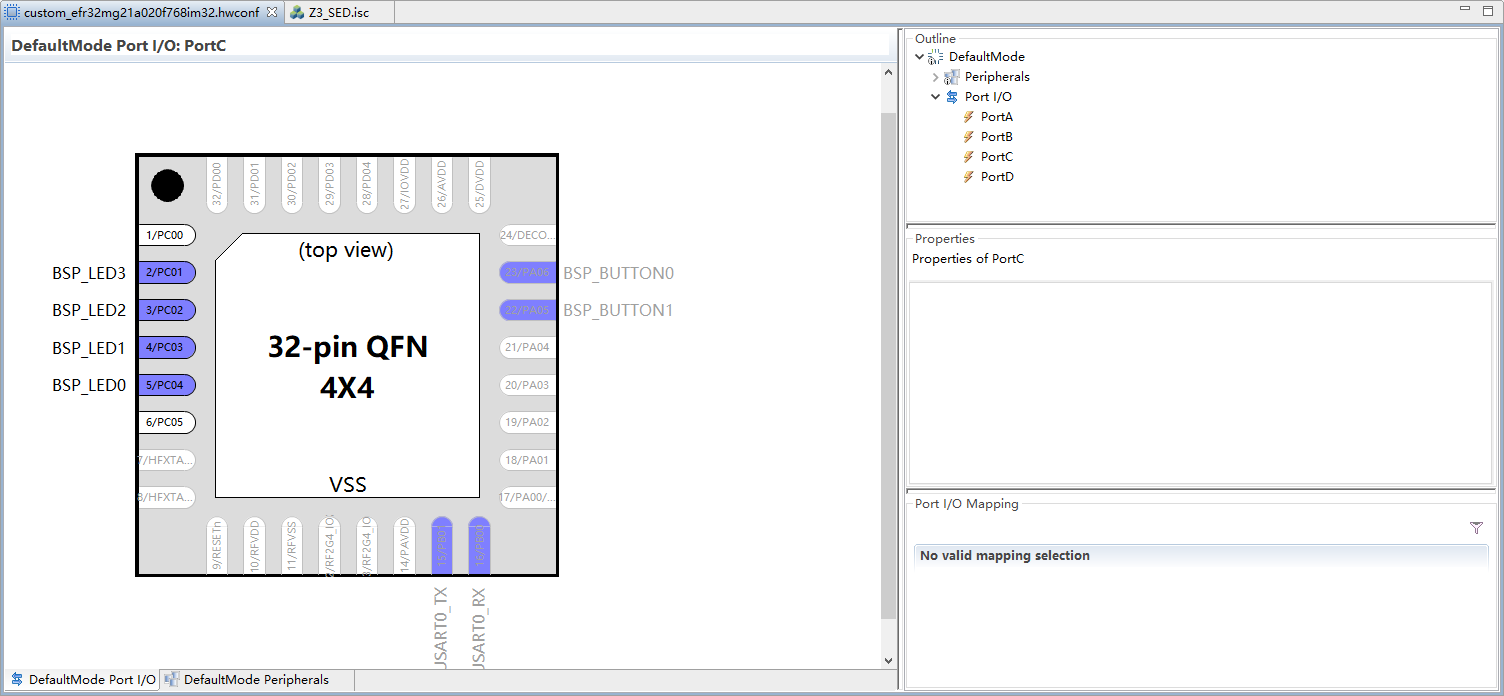 custom_efr32mg21a020f768im32.hwconf
Z3_SED.isc
DefaultMode Port I/O: PortC
32/PD00
31/PD01
30/PD02
29/PD03
28/PD04
27/IOVDD
26/AVDD
25/DVDD
1/PC00
BSP_LED3 2/PC01
BSP_LED2 3/PC02
BSP_LED1 4/PC03
BSP_LED0 5/PC04
6/PC05
7/HFXTA...
8/HFXTA...
(top view)
32-pin QFN
4X4
VSS
24/DECO...
23/PA06 BSP_BUTTON0
22/PA05 BSP_BUTTON1
21/PA04
20/PA03
19/PA02
18/PA01
17/PA00/...
9/RESETn
10/RFVDD
11/RFVSS
14/PAVDD
15/PB01
16/PB00
USART0_TX
USART0_RX
DefaultMode Port I/O
DefaultMode Peripherals
Outline
DefaultMode
Peripherals
Port I/O
PortA
PortB
PortC
PortD
Properties
Properties of PortC
Port I/O Mapping
No valid mapping selection